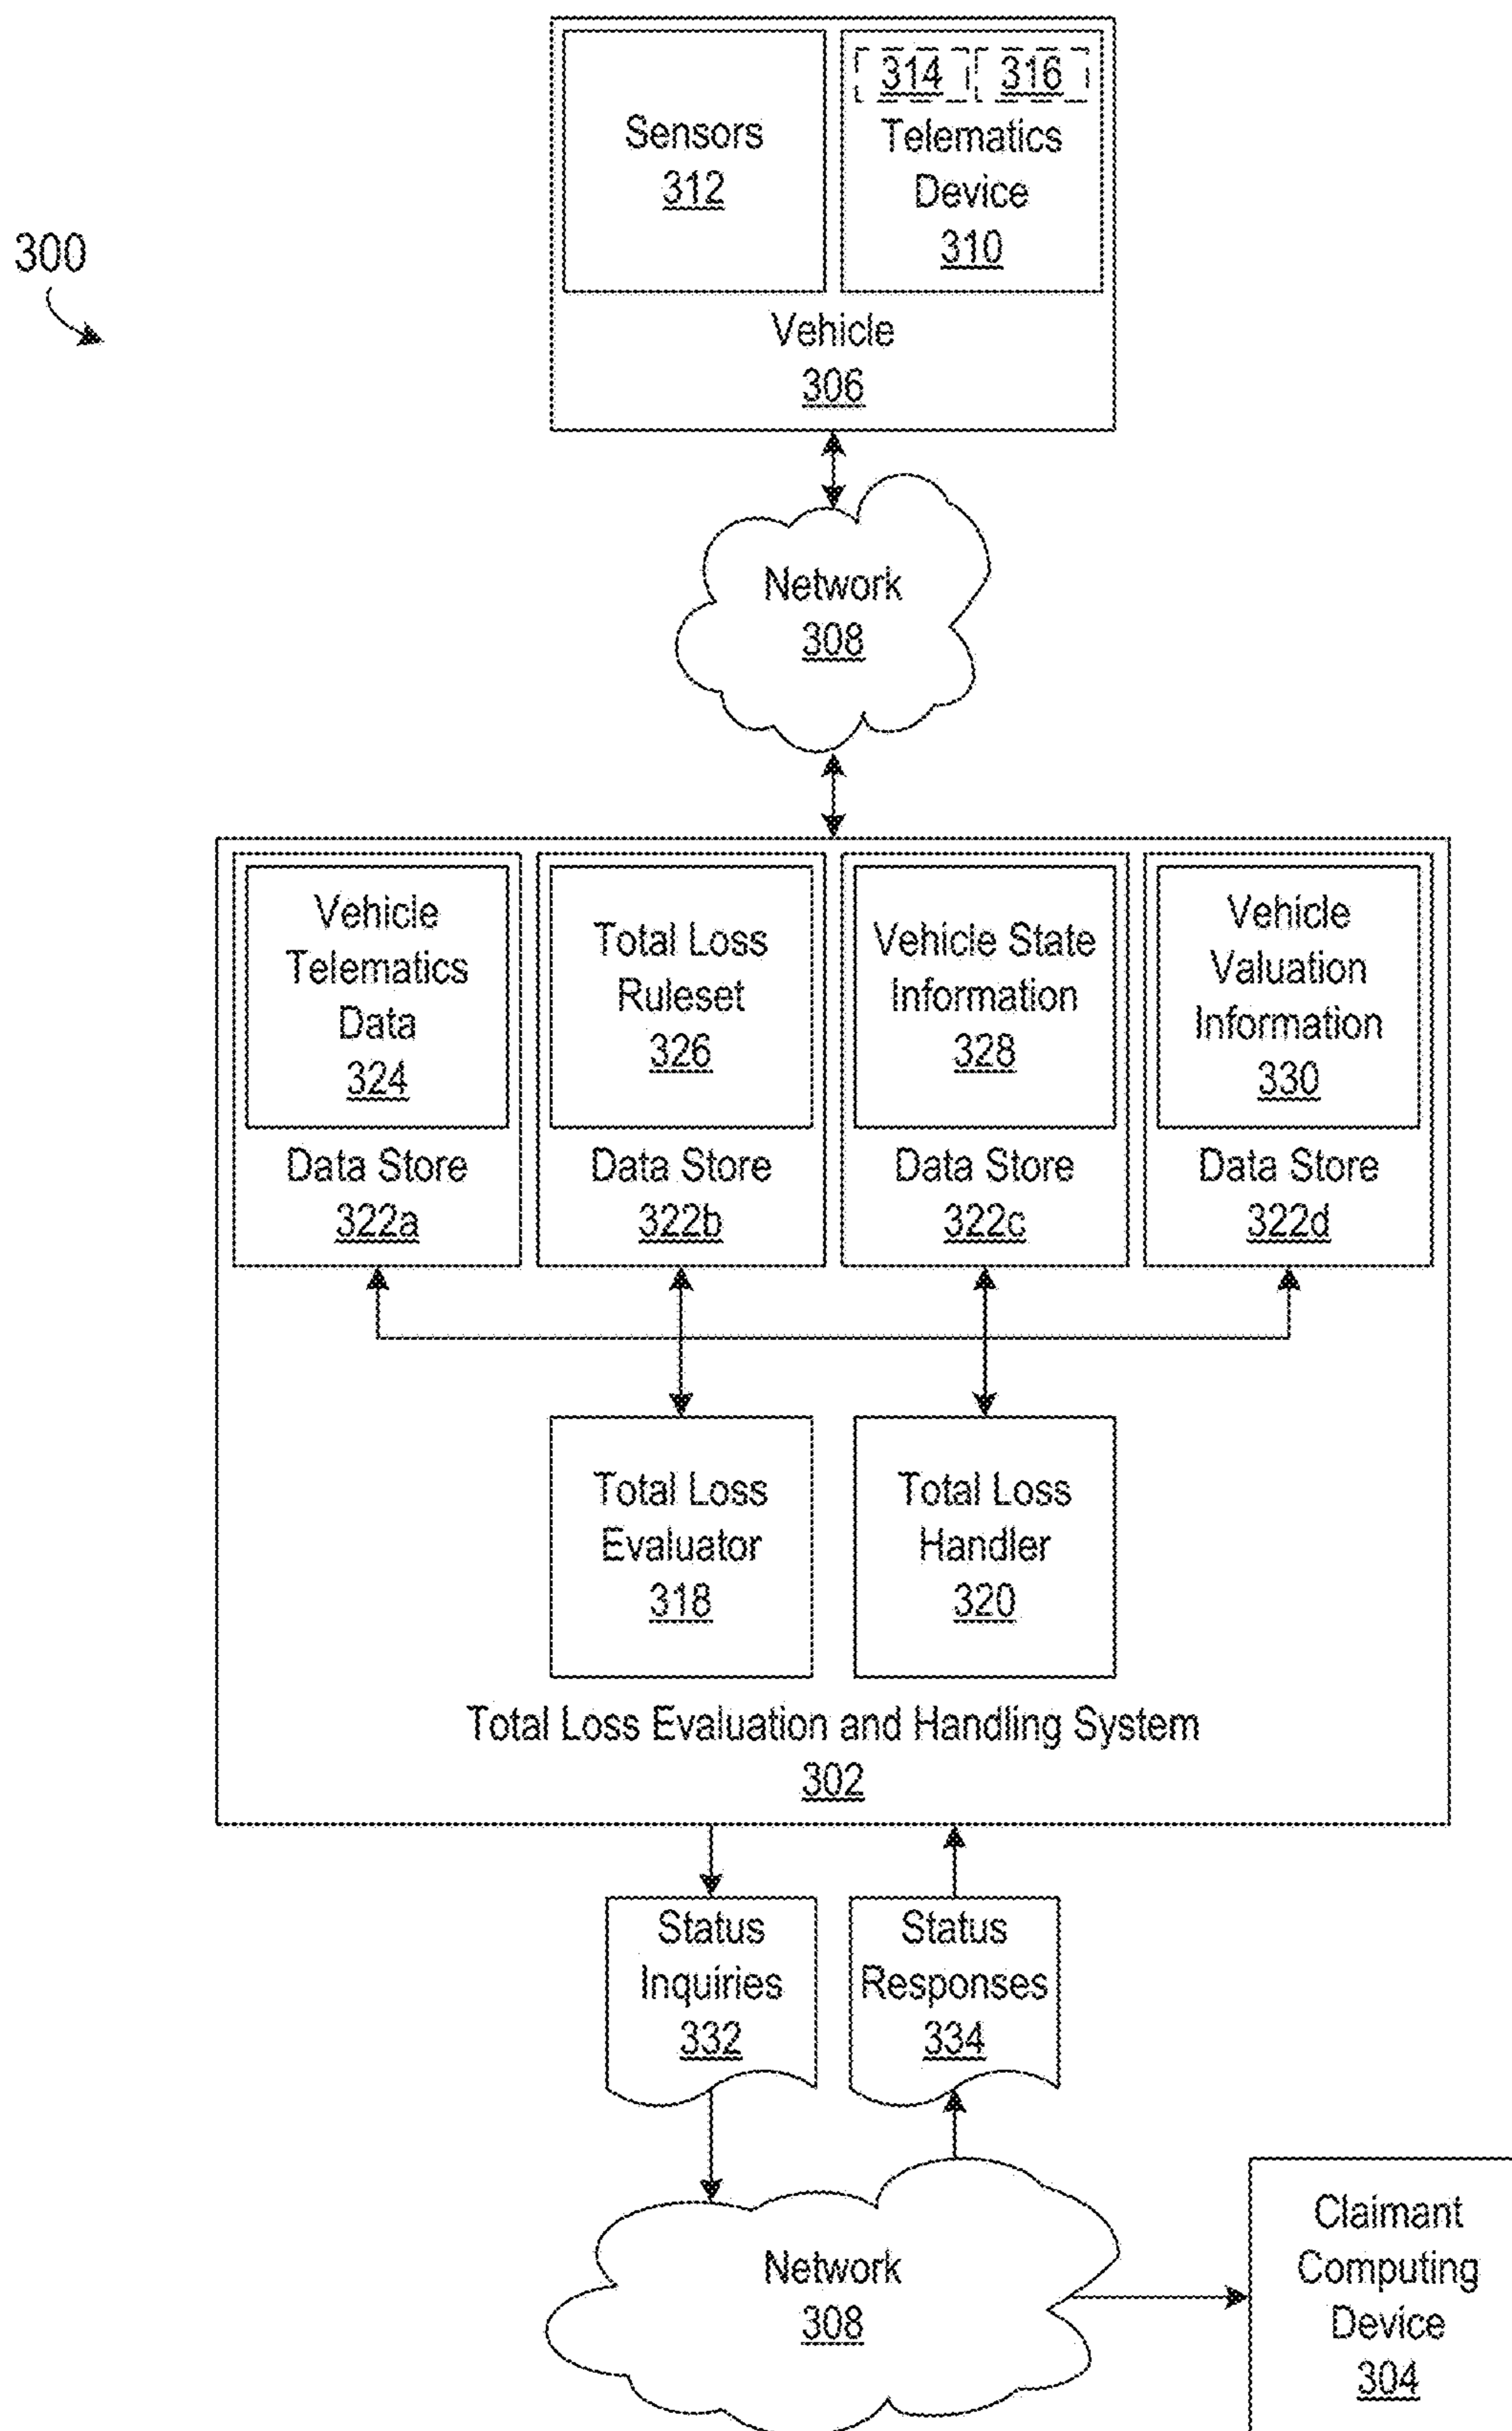 300
Sensors
312
314
316
Telematics
Device
310
Vehicle
306
Network
308
Vehicle
Telematics
Data
324
Data Store
322a
Total Loss
Ruleset
326
Data Store
322b
Vehicle State
Information
328
Data Store
322c
Vehicle
Valuation
Information
330
Data Store
322d
Total Loss
Evaluator
318
Total Loss
Handler
320
Total Loss Evaluation and Handling System
302
Status
Inquiries
332
Status
Responses
334
Network
308
Claimant
Computing
Device
304